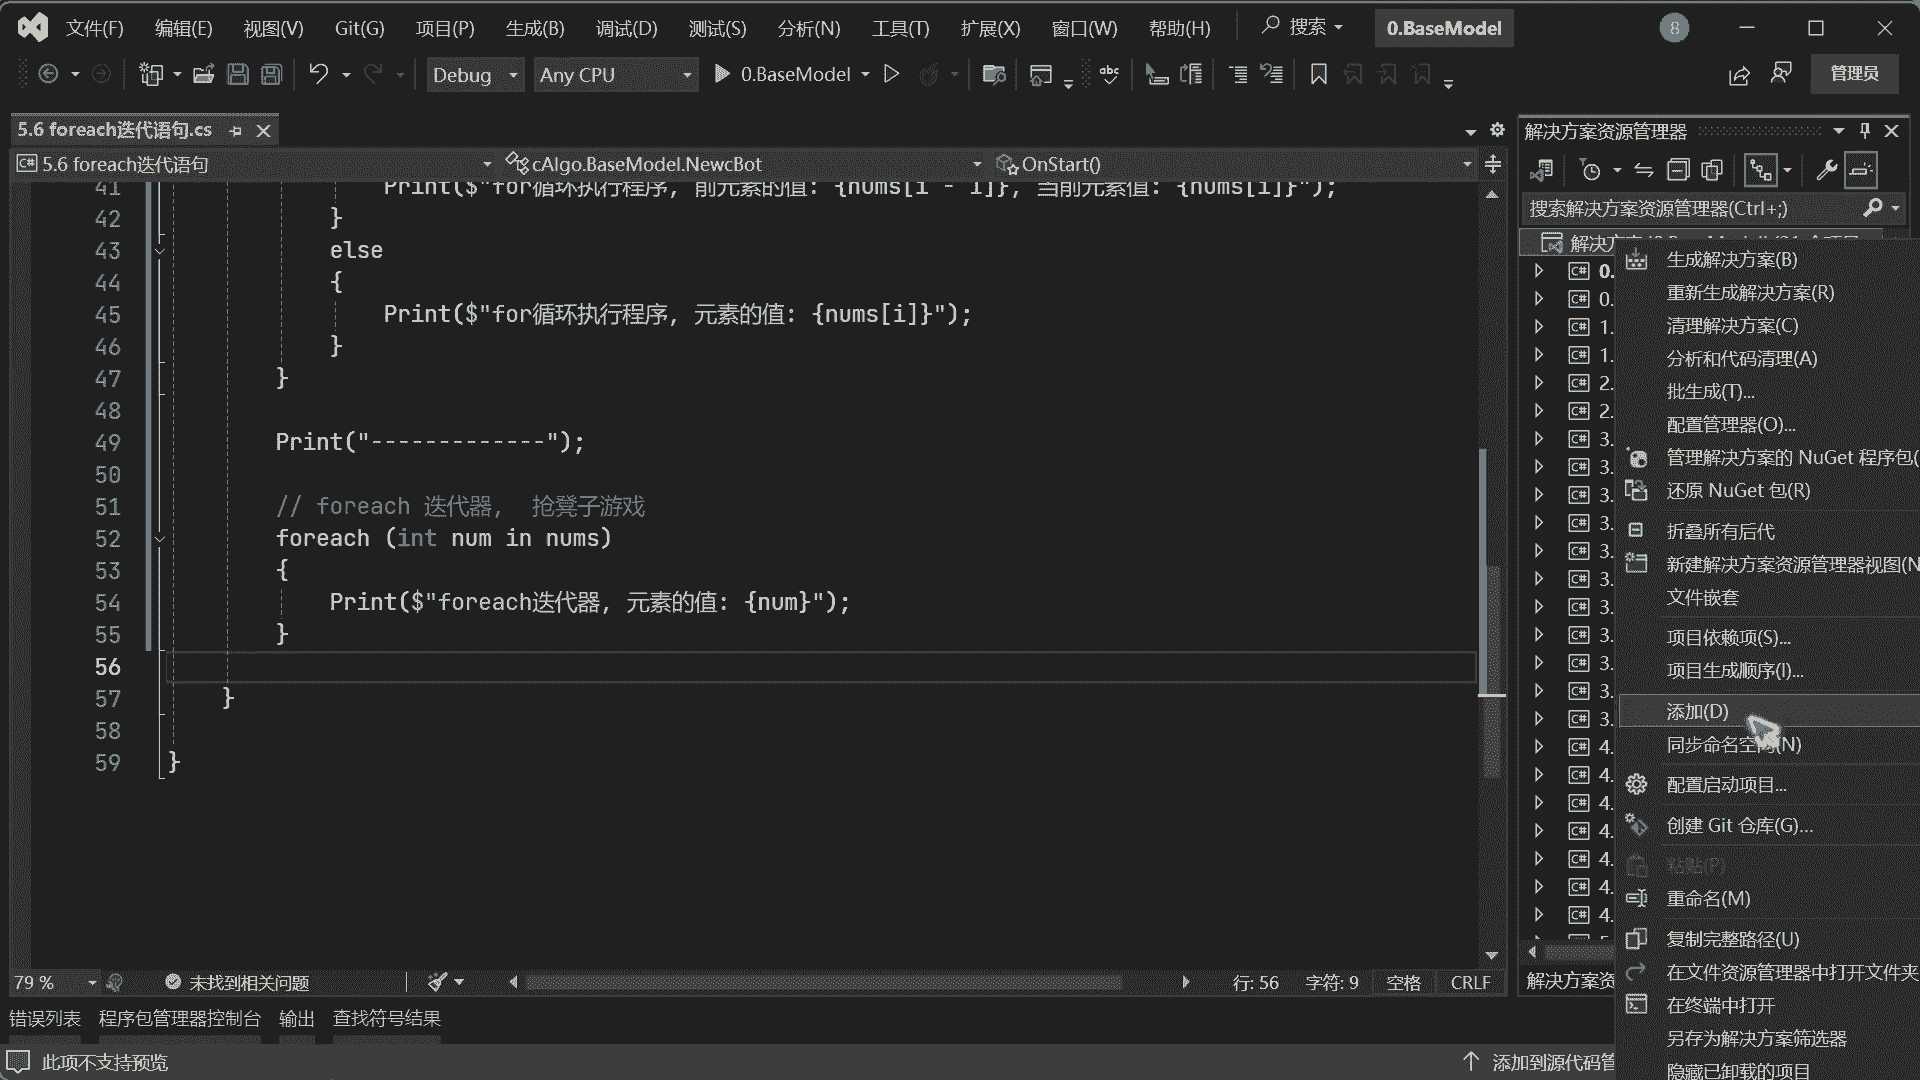 文件(F) 编辑(E) 视图(V) Git(G) 项目(P) 生成(B) 调试(D) 测试(S) 分析(N) 工具(T) 扩展(X) 窗口(W) 帮助(H) 搜索 0.BaseModel 8
Debug Any CPU 0.BaseModel 管理员
5.6 foreach迭代语句.cs
5.6 foreach迭代语句 cAlgo.BaseModel.NewcBot OnStart()
41 Print($"for循环执行程序, 前元素的值: {nums[i - 1]}, 当前元素值: {nums[i]}");
42 }
43 else
44 {
45 Print($"for循环执行程序, 元素的值: {nums[i]}");
46 }
47 }
48
49 Print("-------------");
50
51 // foreach 迭代器, 抢凳子游戏
52 foreach (int num in nums)
53 {
54 Print($"foreach迭代器, 元素的值: {num}");
55 }
56
57 }
58
59 }
79 % 未找到相关问题 行: 56 字符: 9 空格 CRLF
错误列表 程序包管理器控制台 输出 查找符号结果
此项不支持预览 添加到源代码管
解决方案资源管理器
搜索解决方案资源管理器(Ctrl+;)
解决方
0.
0.
1.
1.
2.
2.
3.
3.
3.
3.
3.
3.
3.
3.
3.
3.
3.
4.
4.
4.
4.
4.
4.
4.
解决方案资
生成解决方案(B)
重新生成解决方案(R)
清理解决方案(C)
分析和代码清理(A)
批生成(T)...
配置管理器(O)...
管理解决方案的 NuGet 程序包(
还原 NuGet 包(R)
折叠所有后代
新建解决方案资源管理器视图(N
文件嵌套
项目依赖项(S)...
项目生成顺序(I)...
添加(D)
同步命名空间(N)
配置启动项目...
创建 Git 仓库(G)...
粘贴(P)
重命名(M)
复制完整路径(U)
在文件资源管理器中打开文件夹
在终端中打开
另存为解决方案筛选器
隐藏已卸载的项目